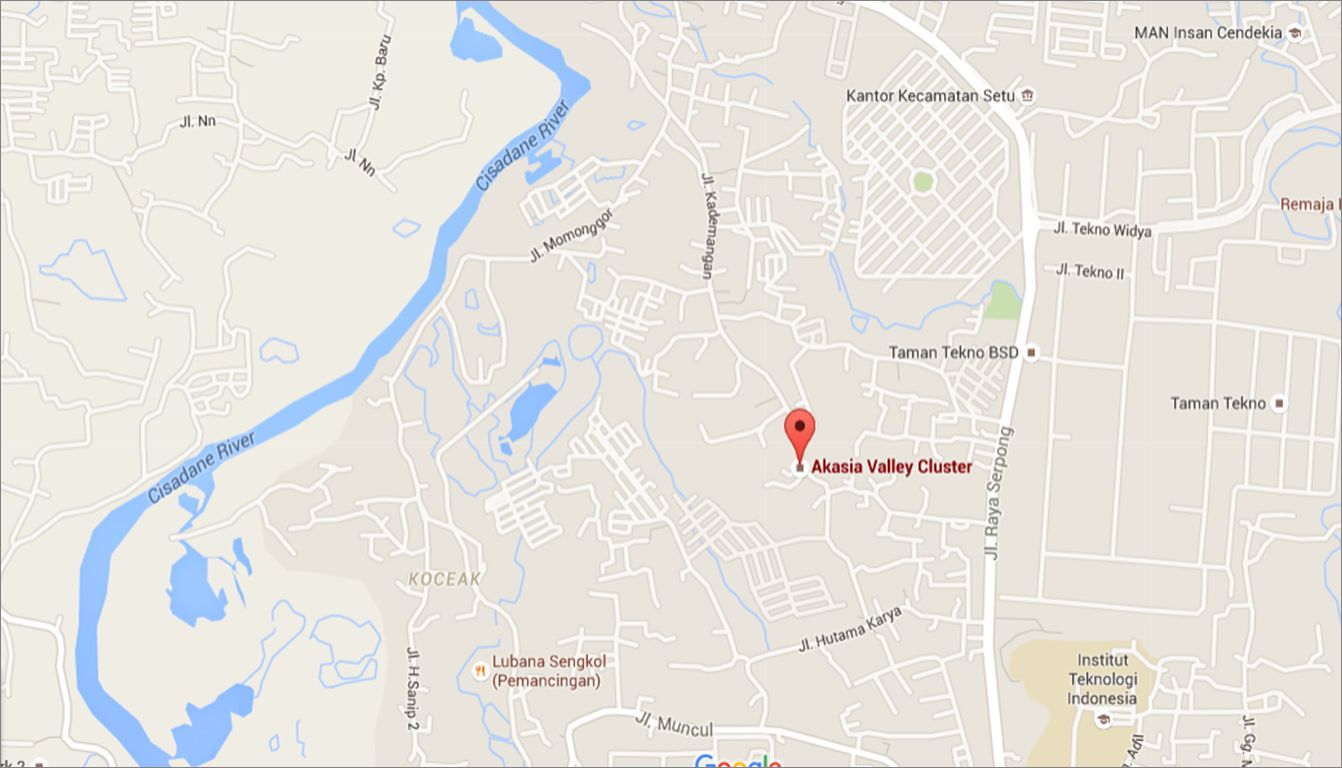 MAN Insan Cendekia
Jl. Kp. Baru
Kantor Kecamatan Setu
Jl. Nn
Cisadane River
Jl. Nn
Jl. Kademangan
Remaja
Jl. Momonggor
Jl. Tekno Widya
Jl. Tekno II
Taman Tekno BSD
Taman Tekno
Cisadane River
Akasia Valley Cluster
Jl. Raya Serpong
KOCEAK
Jl. Hutama Karya
Jl. H.Sanip 2
Lubana Sengkol
(Pemancingan)
Institut
Teknologi
Indonesia
Jl. Muncul
Jl. Gg.
Google